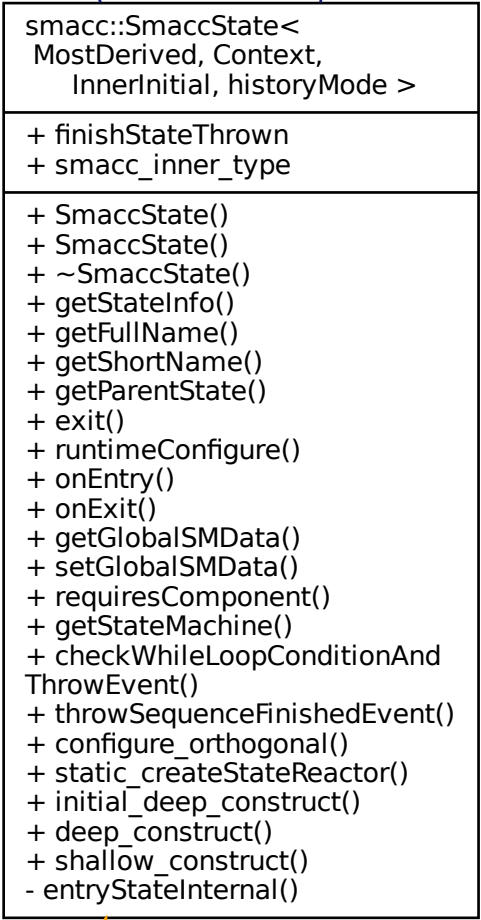 smacc::SmaccState<
MostDerived, Context,
InnerInitial, historyMode >
+ finishStateThrown
+ smacc_inner_type
+ SmaccState()
+ SmaccState()
+ ~SmaccState()
+ getStateInfo()
+ getFullName()
+ getShortName()
+ getParentState()
+ exit()
+ runtimeConfigure()
+ onEntry()
+ onExit()
+ getGlobalSMData()
+ setGlobalSMData()
+ requiresComponent()
+ getStateMachine()
+ checkWhileLoopConditionAnd
ThrowEvent()
+ throwSequenceFinishedEvent()
+ configure_orthogonal()
+ static_createStateReactor()
+ initial_deep_construct()
+ deep_construct()
+ shallow_construct()
- entryStateInternal()